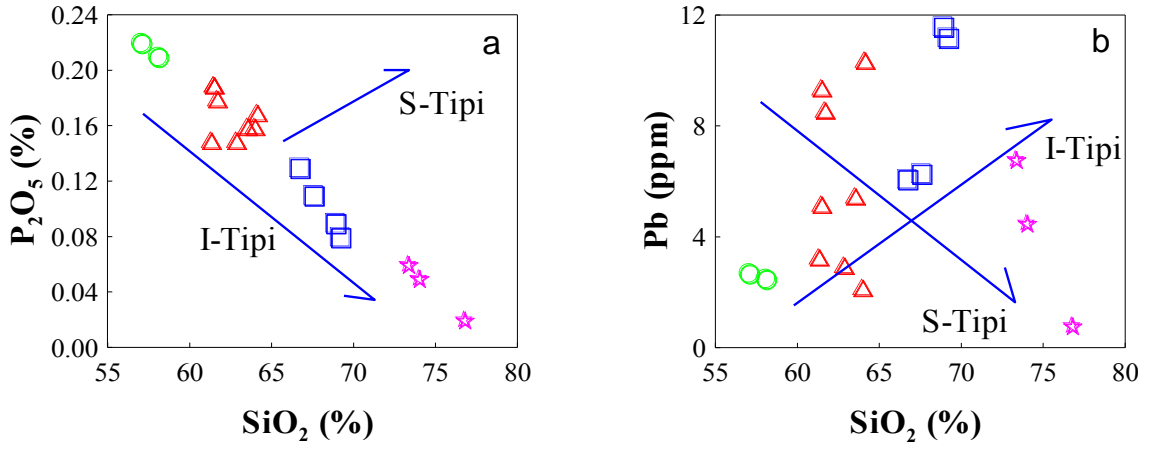 0.24
0.20
0.16
0.12
0.08
0.04
0.00
P₂O₅ (%)
a
S-Tipi
I-Tipi
55 60 65 70 75 80
SiO₂ (%)
12
8
4
0
Pb (ppm)
b
I-Tipi
S-Tipi
55 60 65 70 75 80
SiO₂ (%)